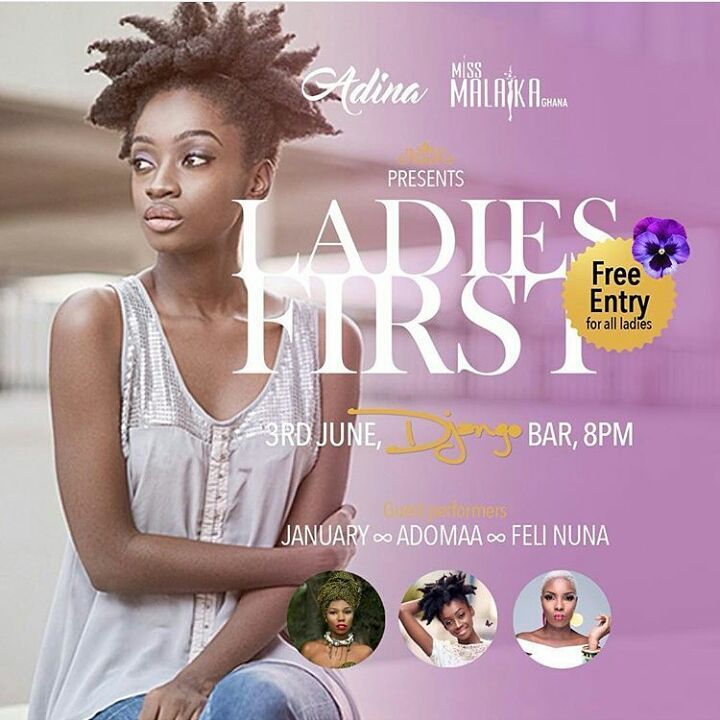 Adina
MISS
MALAIKA
GHANA
PRESENTS
LADIES
FIRST
Free
Entry
for all ladies
3RD JUNE, Django BAR, 8PM
Guest performers
JANUARY ∞ ADOMAA ∞ FELI NUNA